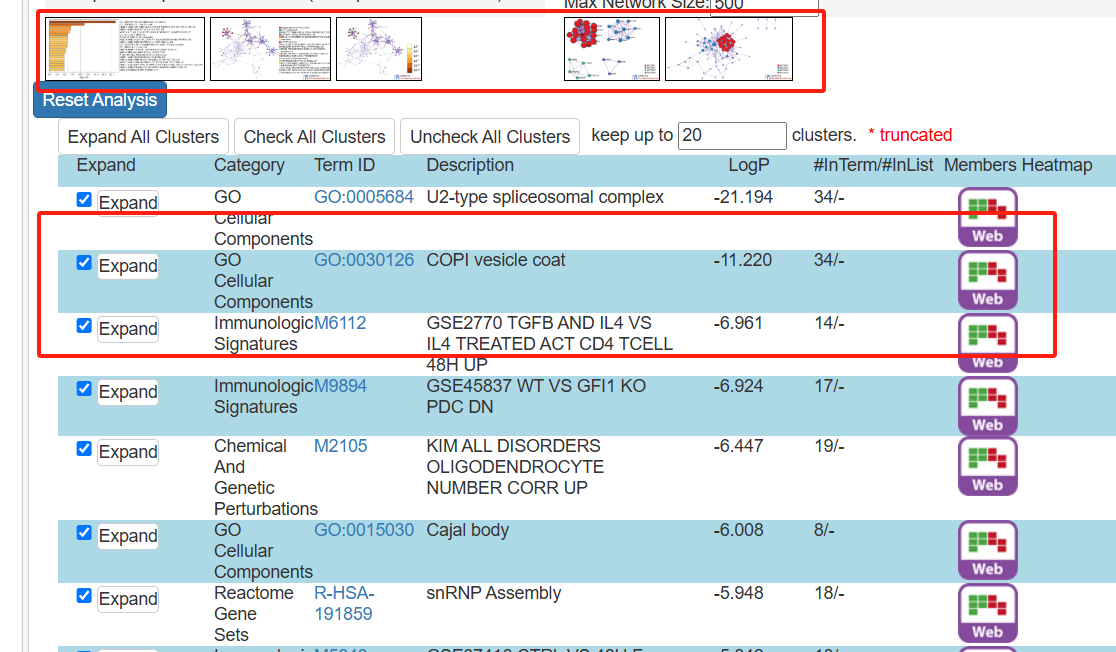 Max Network Size: 500
Reset Analysis
Expand All Clusters Check All Clusters Uncheck All Clusters keep up to 20 clusters. * truncated
Expand Category Term ID Description LogP #InTerm/#InList Members Heatmap
Expand GO GO:0005684 U2-type spliceosomal complex -21.194 34/-
Cellular
Components Web
Expand GO GO:0030126 COPI vesicle coat -11.220 34/-
Cellular
Components Web
Expand Immunologic M6112 GSE2770 TGFB AND IL4 VS -6.961 14/-
Signatures IL4 TREATED ACT CD4 TCELL
48H UP Web
Expand Immunologic M9894 GSE45837 WT VS GFI1 KO -6.924 17/-
Signatures PDC DN
Web
Expand Chemical M2105 KIM ALL DISORDERS -6.447 19/-
And OLIGODENDROCYTE
Genetic NUMBER CORR UP Web
Perturbations
Expand GO GO:0015030 Cajal body -6.008 8/-
Cellular
Components Web
Expand Reactome R-HSA- snRNP Assembly -5.948 18/-
Gene 191859
Sets Web